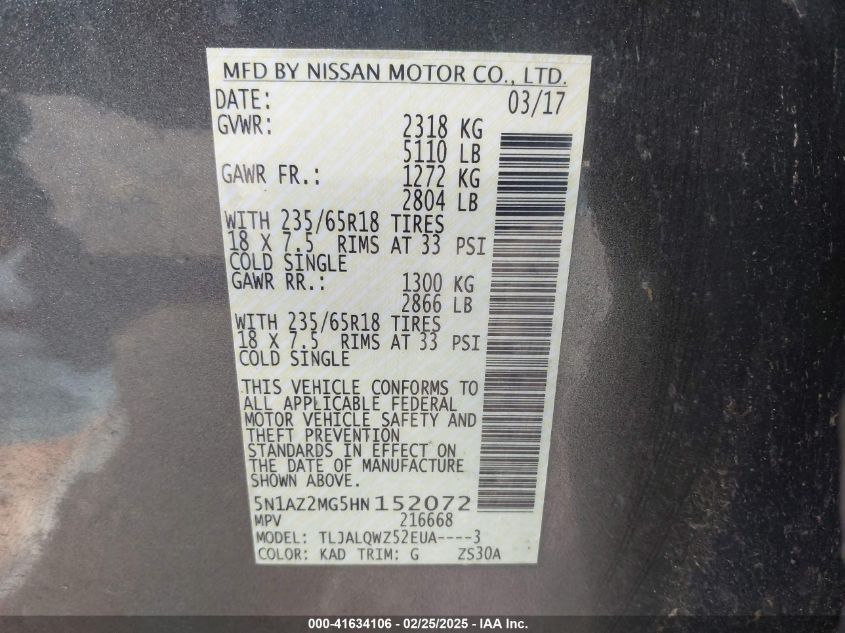 MFD BY NISSAN MOTOR CO., LTD.
DATE: 03/17
GVWR: 2318 KG
5110 LB
GAWR FR.: 1272 KG
2804 LB
WITH 235/65R18 TIRES
18 X 7.5 RIMS AT 33 PSI
COLD SINGLE
GAWR RR.: 1300 KG
2866 LB
WITH 235/65R18 TIRES
18 X 7.5 RIMS AT 33 PSI
COLD SINGLE
THIS VEHICLE CONFORMS TO
ALL APPLICABLE FEDERAL
MOTOR VEHICLE SAFETY AND
THEFT PREVENTION
STANDARDS IN EFFECT ON
THE DATE OF MANUFACTURE
SHOWN ABOVE.
5N1AZ2MG5HN152072
MPV 216668
MODEL: TLJALQWZ52EUA----3
COLOR: KAD TRIM: G ZS30A
000-41634106 - 02/25/2025 - IAA Inc.